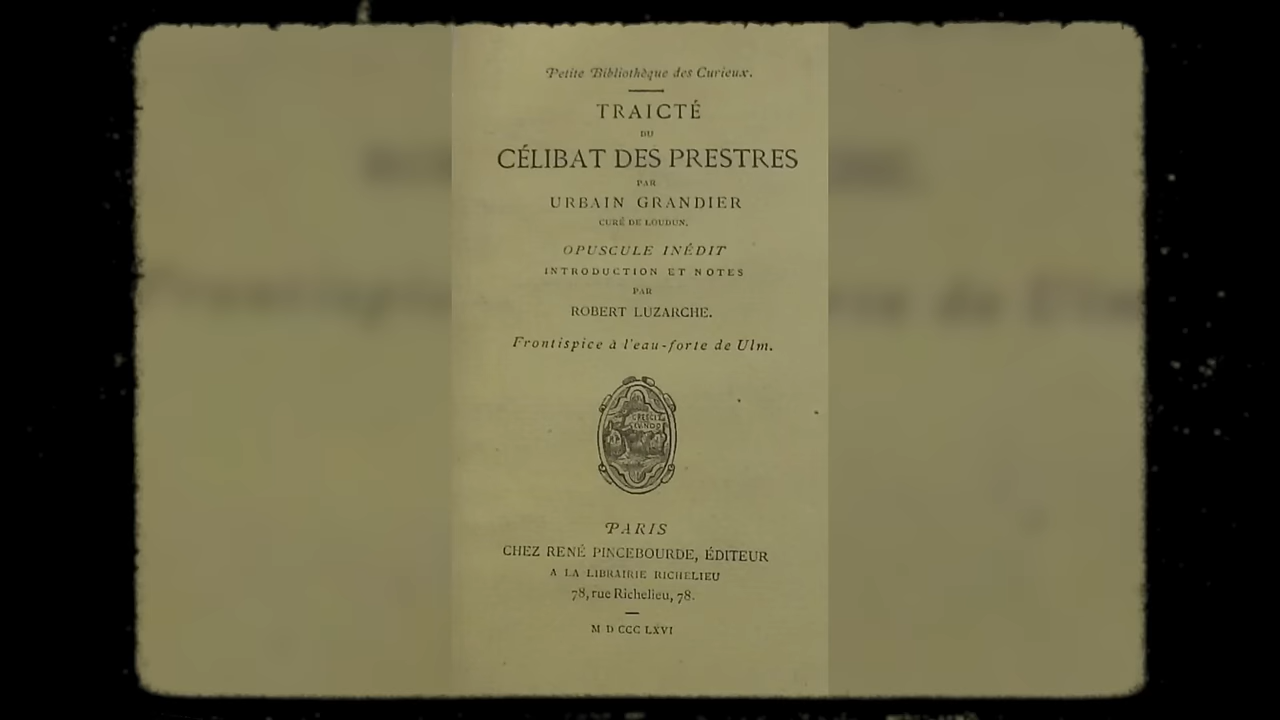 Petite Bibliothèque des Curieux.
TRAICTÉ
DU
CÉLIBAT DES PRESTRES
PAR
URBAIN GRANDIER
CURÉ DE LOUDUN.
OPUSCULE INÉDIT
INTRODUCTION ET NOTES
PAR
ROBERT LUZARCHE.
Frontispice à l'eau-forte de Ulm.
CRESCIT
EUNDO
PARIS
CHEZ RENÉ PINCEBOURDE, ÉDITEUR
A LA LIBRAIRIE RICHELIEU
78, rue Richelieu, 78.
M D CCC LXVI